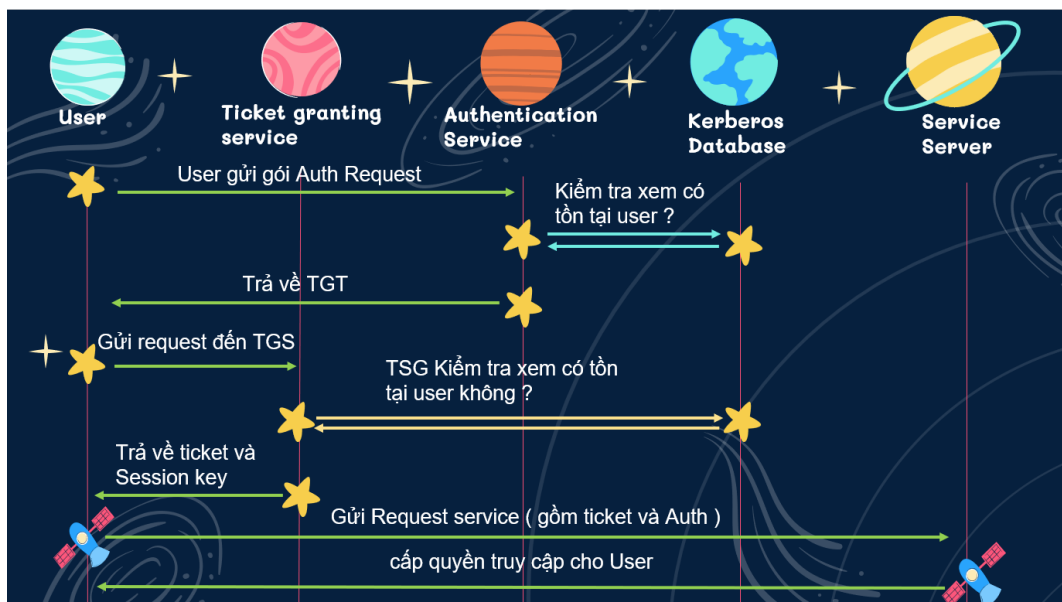 User
Ticket granting
service
Authentication
Service
Kerberos
Database
Service
Server
User gửi gói Auth Request
Kiểm tra xem có
tồn tại user ?
Trả về TGT
Gửi request đến TGS
TSG Kiểm tra xem có tồn
tại user không ?
Trả về ticket và
Session key
Gửi Request service ( gồm ticket và Auth )
cấp quyền truy cập cho User